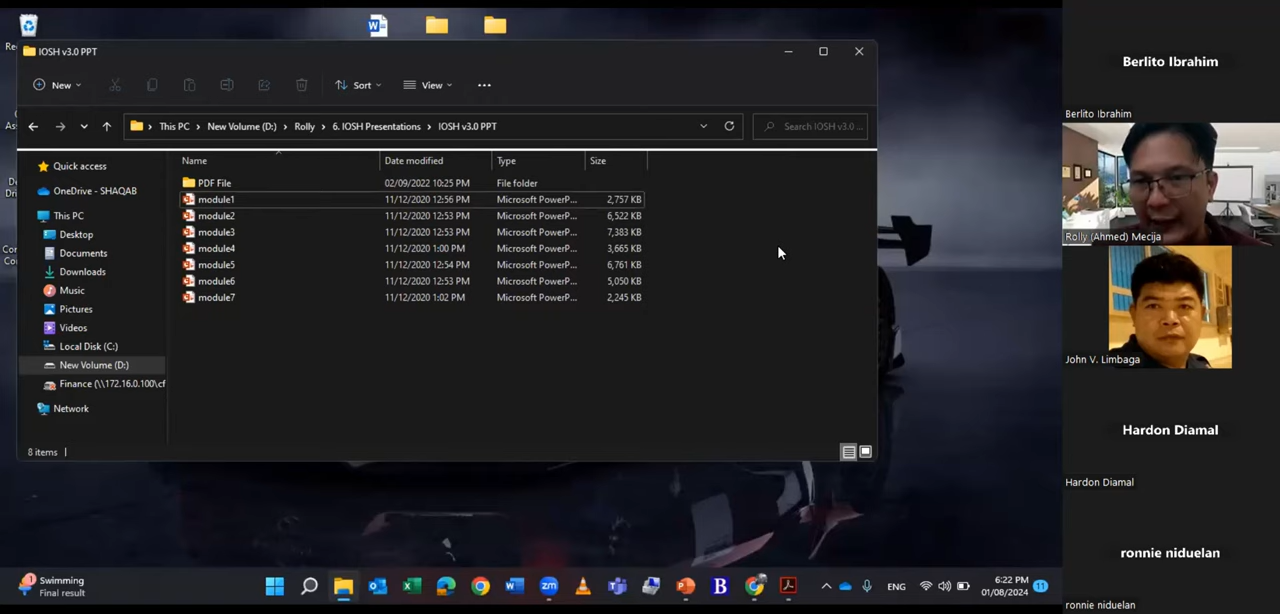 IOSH v3.0 PPT
New
Sort
View
This PC
New Volume (D:)
Rolly
6. IOSH Presentations
IOSH v3.0 PPT
Search IOSH v3.0 ...
Quick access
OneDrive - SHAQAB
This PC
Desktop
Documents
Downloads
Music
Pictures
Videos
Local Disk (C:)
New Volume (D:)
Finance (\\172.16.0.100\cf
Network
Name Date modified Type Size
PDF File 02/09/2022 10:25 PM File folder
module1 11/12/2020 12:56 PM Microsoft PowerP... 2,757 KB
module2 11/12/2020 12:53 PM Microsoft PowerP... 6,522 KB
module3 11/12/2020 12:53 PM Microsoft PowerP... 7,383 KB
module4 11/12/2020 1:00 PM Microsoft PowerP... 3,665 KB
module5 11/12/2020 12:54 PM Microsoft PowerP... 6,761 KB
module6 11/12/2020 12:53 PM Microsoft PowerP... 5,050 KB
module7 11/12/2020 1:02 PM Microsoft PowerP... 2,245 KB
8 items
1
Swimming
Final result
W
zm
B
ENG
6:22 PM
01/08/2024
11
Berlito Ibrahim
Berlito Ibrahim
Rolly (Ahmed) Mecija
John V. Limbaga
Hardon Diamal
Hardon Diamal
ronnie niduelan
ronnie niduelan